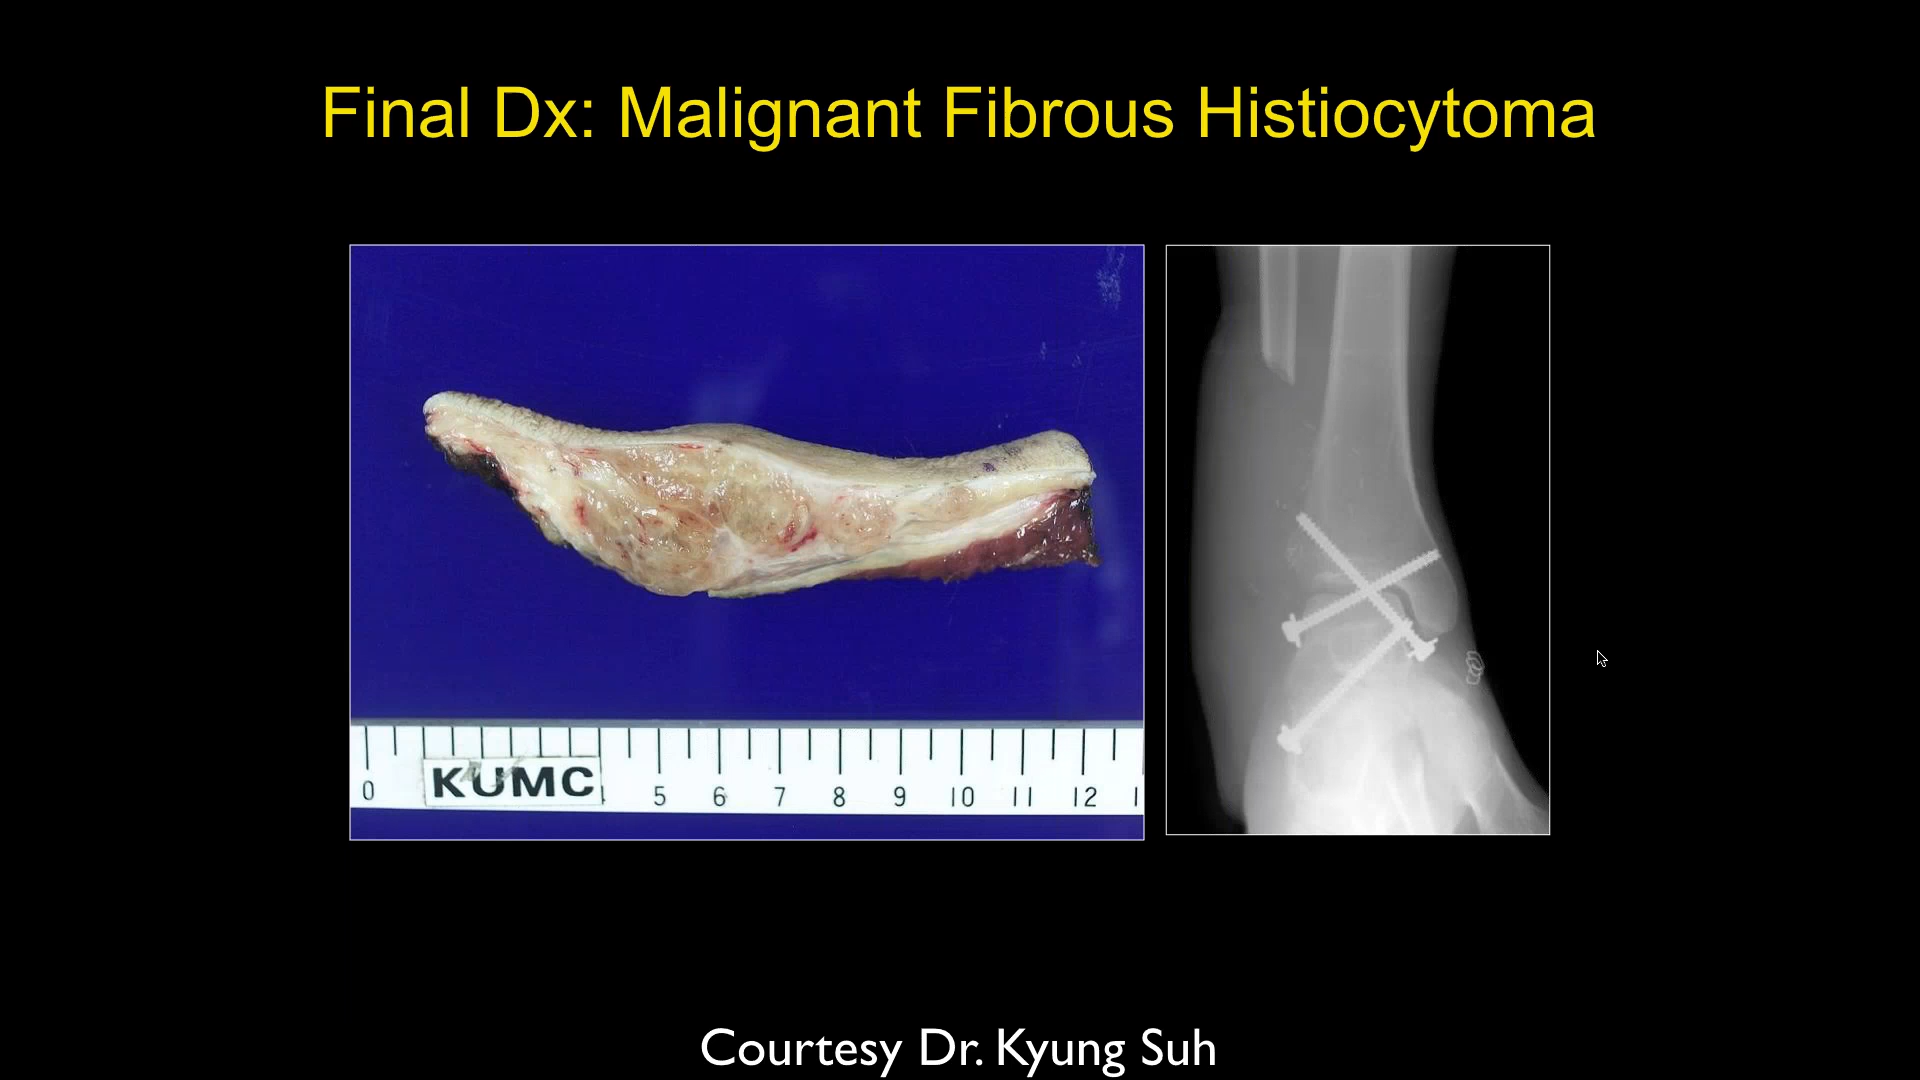 Final Dx: Malignant Fibrous Histiocytoma
KUMC
0 5 6 7 8 9 10 11 12 1
Courtesy Dr. Kyung Suh